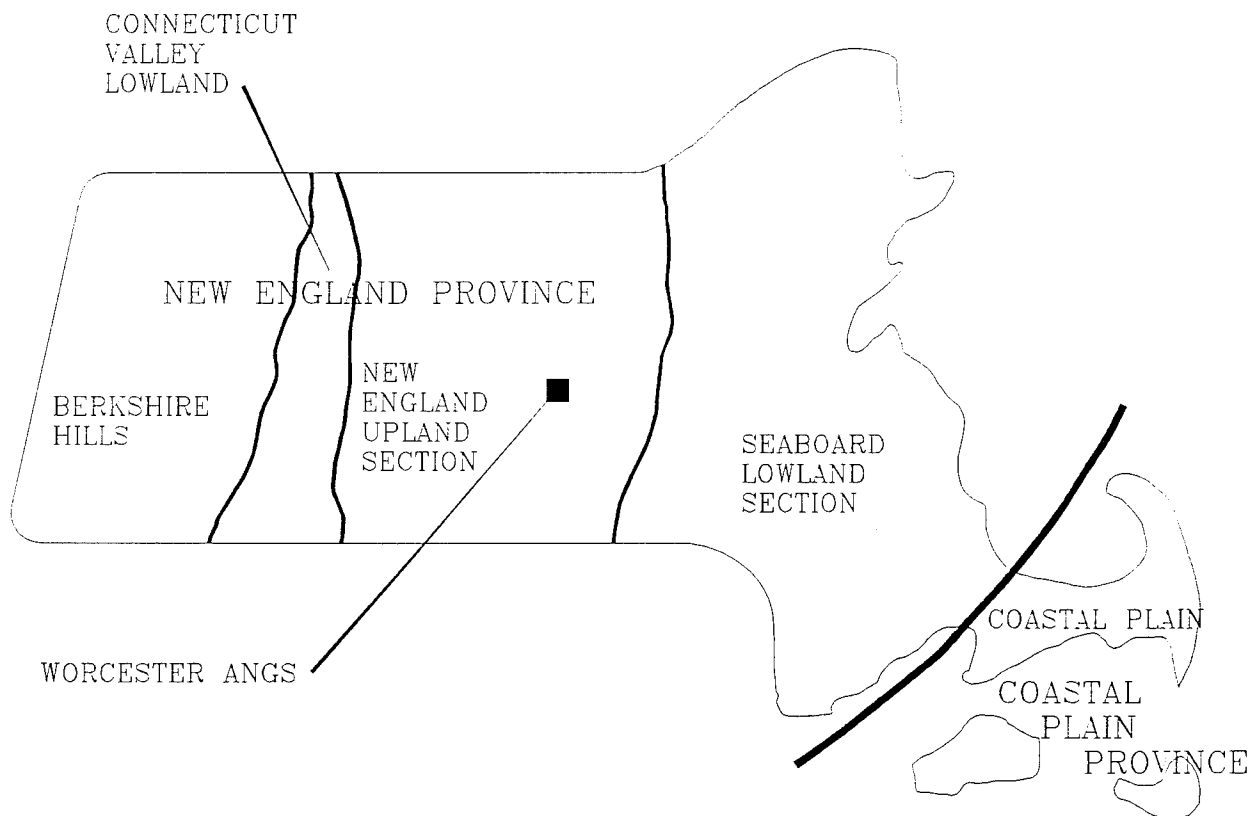 CONNECTICUT
VALLEY
LOWLAND
NEW ENGLAND PROVINCE
BERKSHIRE
HILLS
NEW
ENGLAND
UPLAND
SECTION
SEABOARD
LOWLAND
SECTION
WORCESTER ANGS
COASTAL PLAIN
COASTAL
PLAIN
PROVINCE